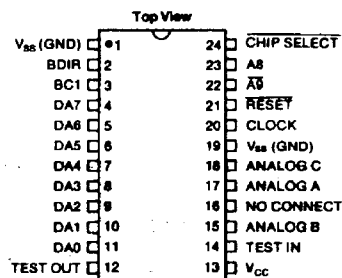 Top View
Vss (GND) 1 24 CHIP SELECT
BDIR 2 23 A8
BC1 3 22 A9
DA7 4 21 RESET
DA6 5 20 CLOCK
DA5 6 19 Vss (GND)
DA4 7 18 ANALOG C
DA3 8 17 ANALOG A
DA2 9 16 NO CONNECT
DA1 10 15 ANALOG B
DA0 11 14 TEST IN
TEST OUT 12 13 Vcc